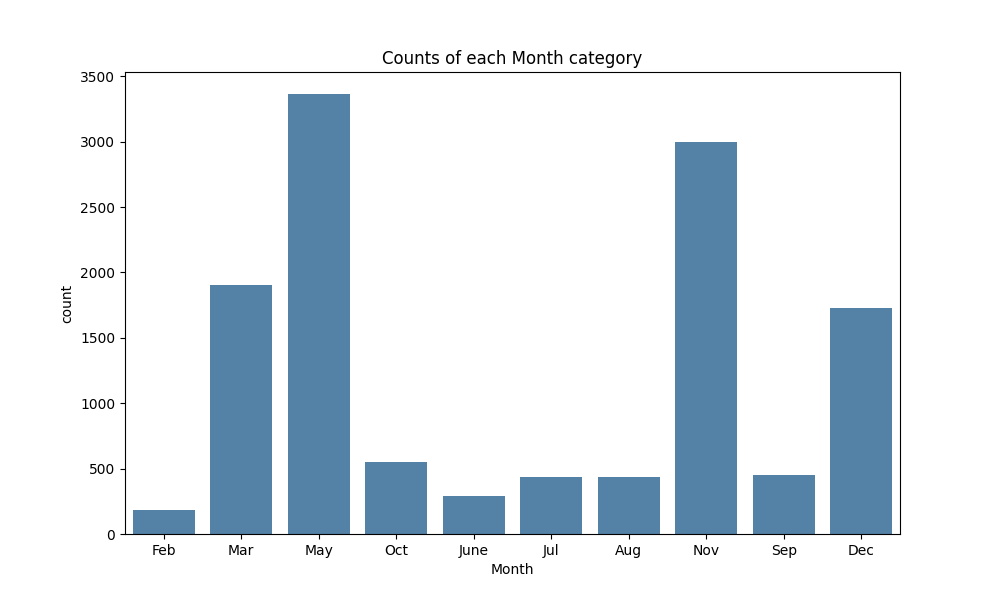 Counts of each Month category
3500
3000
2500
2000
1500
1000
500
0
count
Feb Mar May Oct June Jul Aug Nov Sep Dec
Month